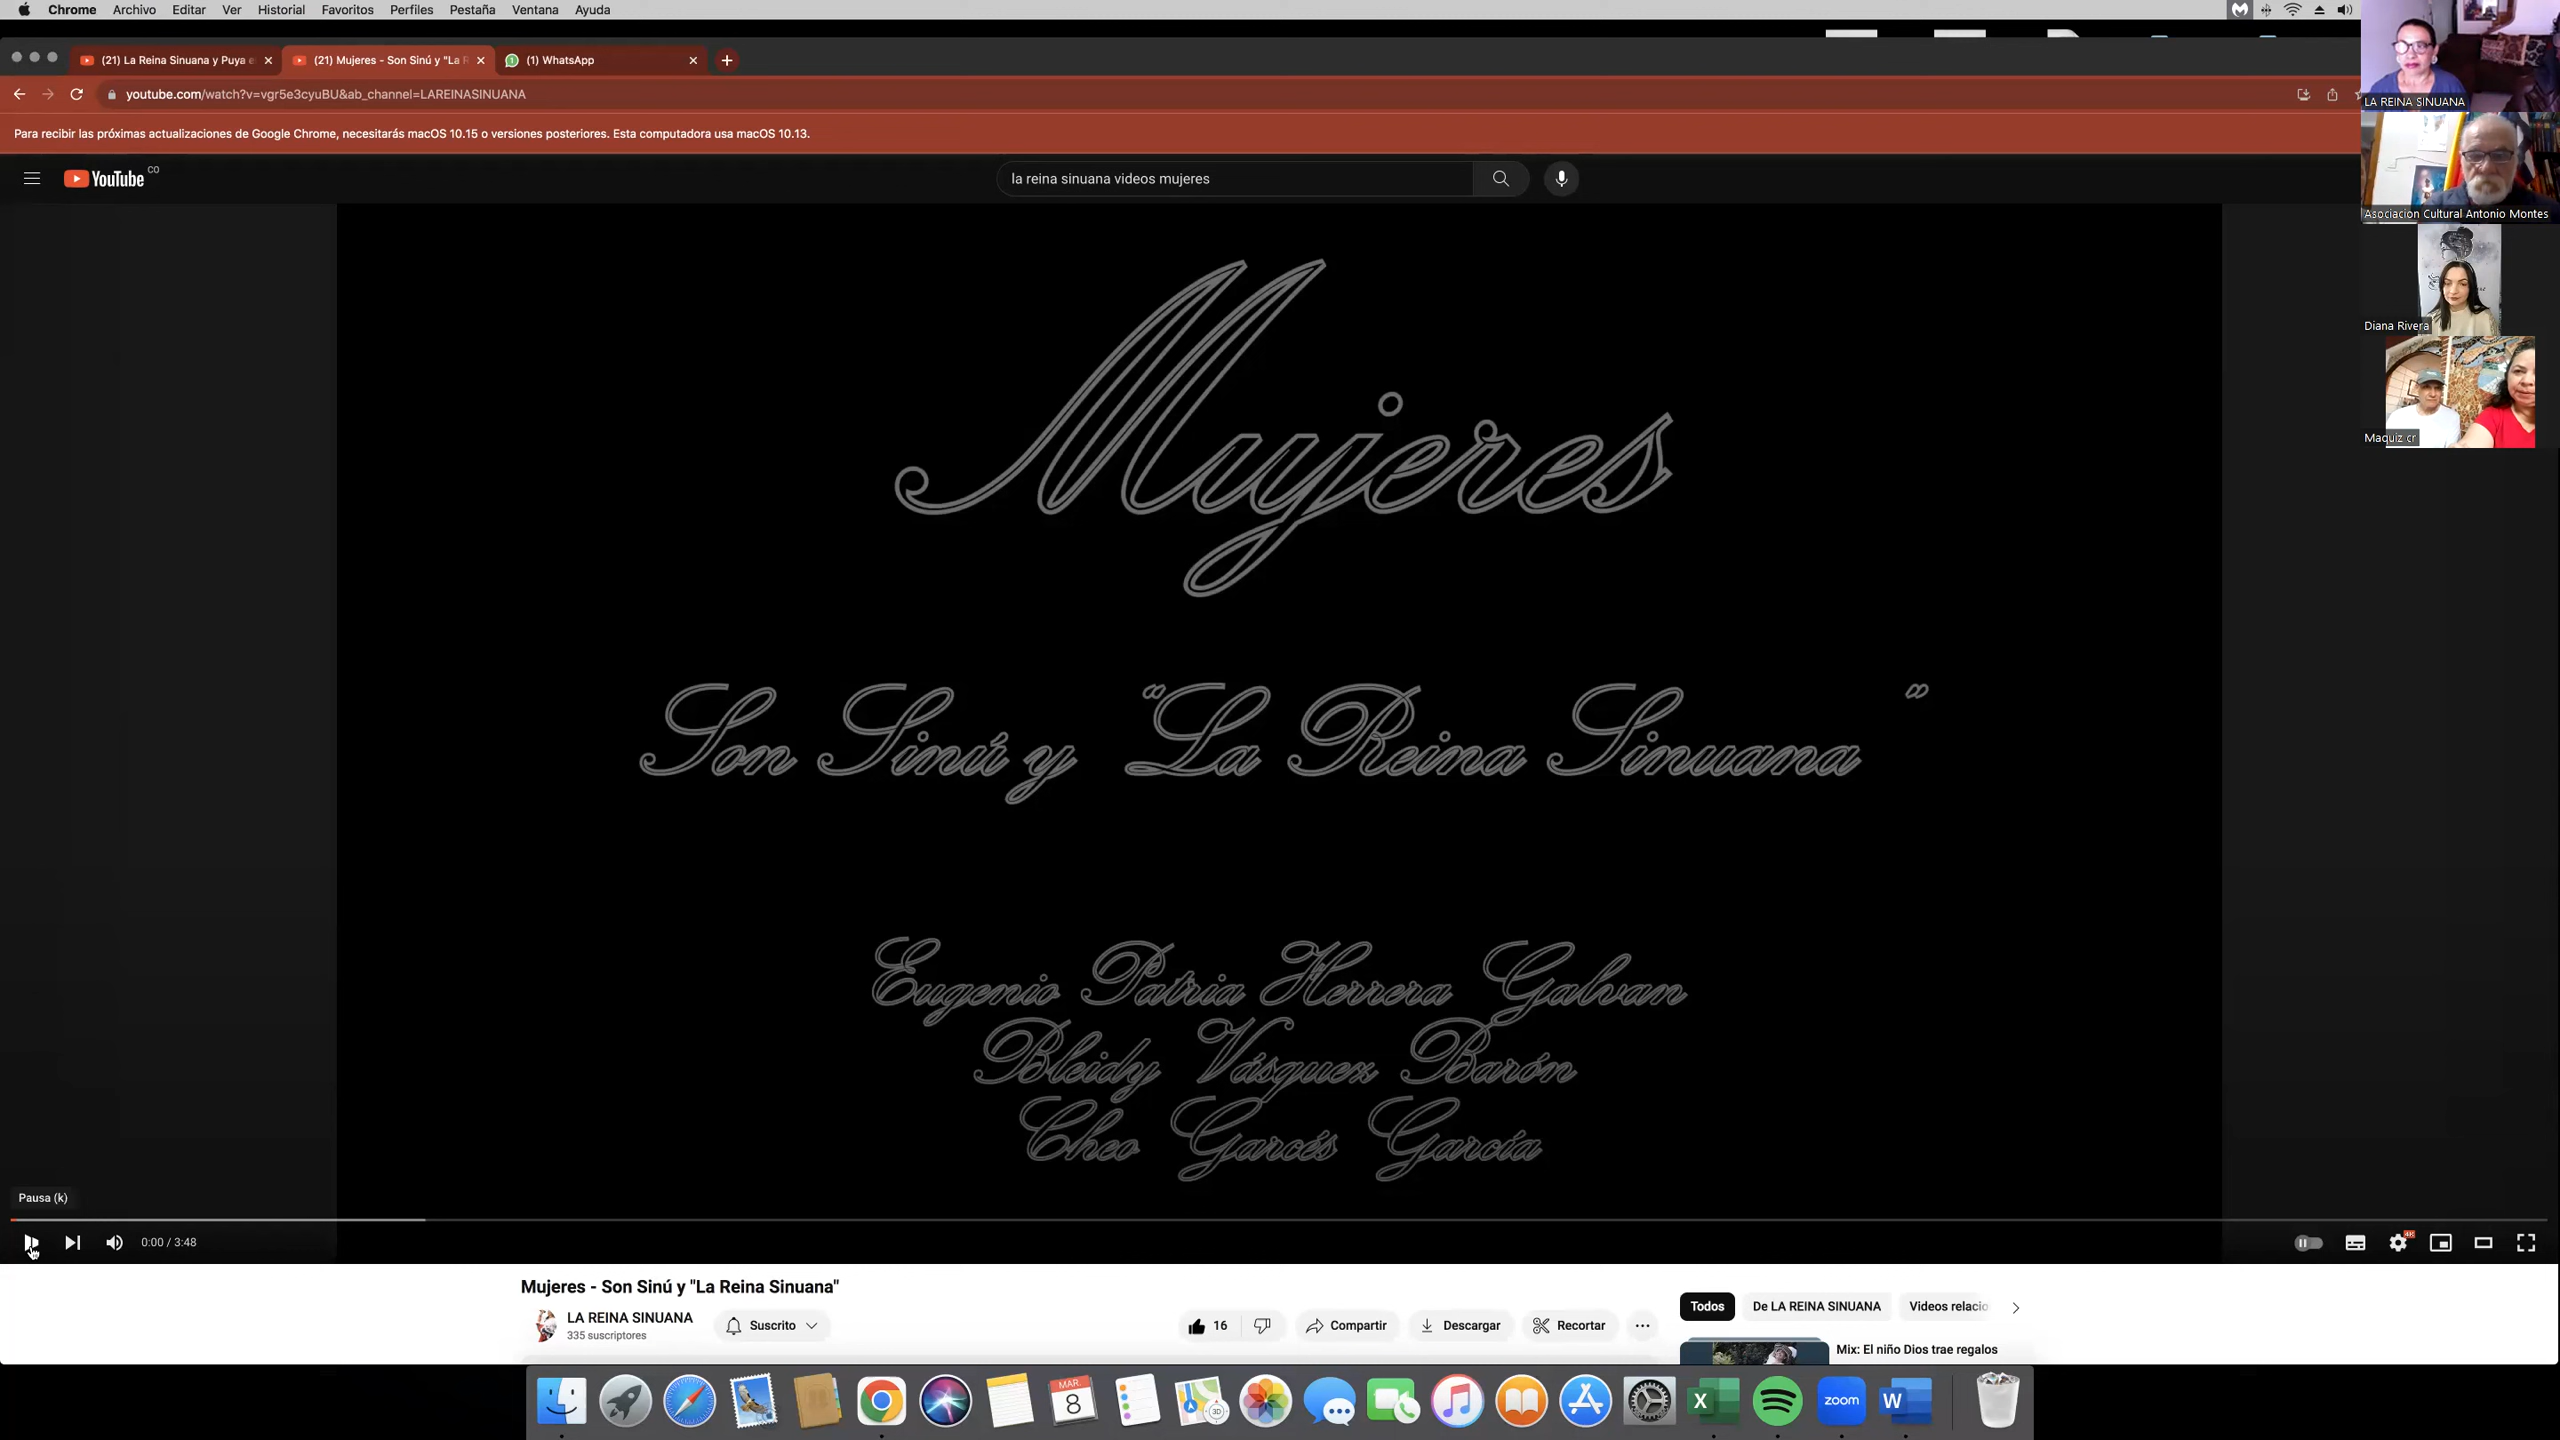 Chrome Archivo Editar Ver Historial Favoritos Perfiles Pestaña Ventana Ayuda
(21) La Reina Sinuana y Puya e
(21) Mujeres - Son Sinú y "La R
(1) WhatsApp
youtube.com/watch?v=vgr5e3cyuBU&ab_channel=LAREINASINUANA
Para recibir las próximas actualizaciones de Google Chrome, necesitarás macOS 10.15 o versiones posteriores. Esta computadora usa macOS 10.13.
YouTube CO
la reina sinuana videos mujeres
LA REINA SINUANA
Asociacion Cultural Antonio Montes
Diana Rivera
Maquiz cr
Mujeres
Son Sinú y "La Reina Sinuana"
Eugenio Patria Herrera Galvan
Bleidy Vásquez Barón
Cheo Garcés García
Pausa (k)
0:00 / 3:48
Mujeres - Son Sinú y "La Reina Sinuana"
LA REINA SINUANA
335 suscriptores
Suscrito
16
Compartir
Descargar
Recortar
Todos
De LA REINA SINUANA
Videos relacio
Mix: El niño Dios trae regalos
MAR.
8
3D
X
zoom
W